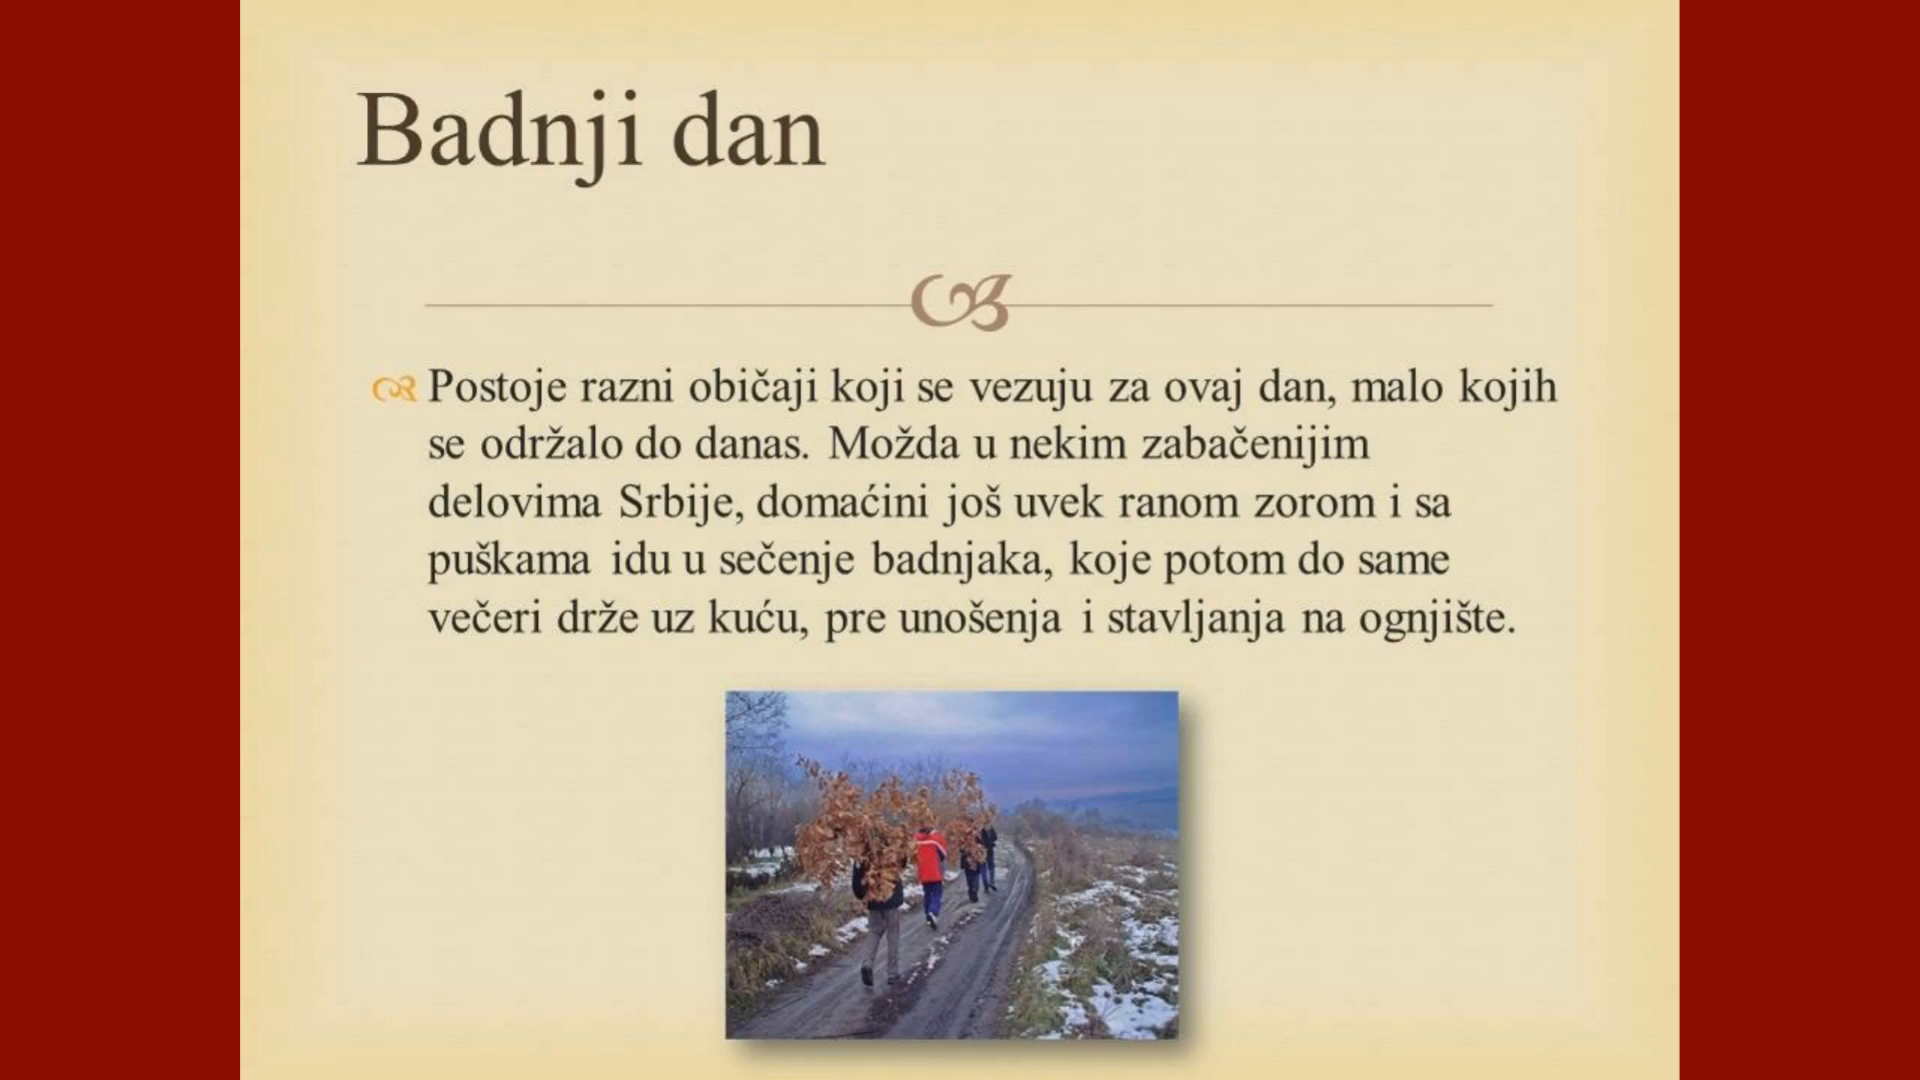 Badnji dan
Postoje razni običaji koji se vezuju za ovaj dan, malo kojih
se održalo do danas. Možda u nekim zabačenijim
delovima Srbije, domaćini još uvek ranom zorom i sa
puškama idu u sečenje badnjaka, koje potom do same
večeri drže uz kuću, pre unošenja i stavljanja na ognjište.